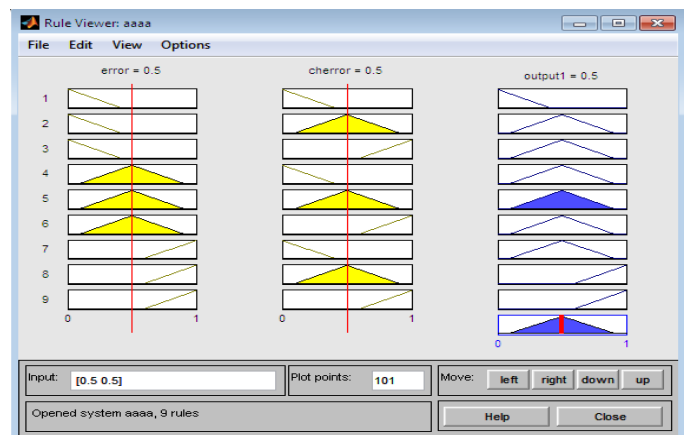 Rule Viewer: aaaa
File Edit View Options
error = 0.5 cherror = 0.5 output1 = 0.5
1
2
3
4
5
6
7
8
9
0 1 0 1
0 1
Input: [0.5 0.5] Plot points: 101 Move: left right down up
Opened system aaaa, 9 rules Help Close